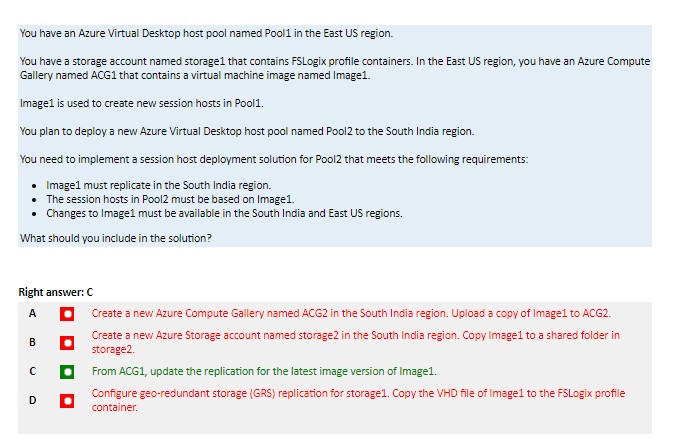 You have an Azure Virtual Desktop host pool named Pool1 in the East US region.
You have a storage account named storage1 that contains FSLogix profile containers. In the East US region, you have an Azure Compute
Gallery named ACG1 that contains a virtual machine image named Image1.
Image1 is used to create new session hosts in Pool1.
You plan to deploy a new Azure Virtual Desktop host pool named Pool2 to the South India region.
You need to implement a session host deployment solution for Pool2 that meets the following requirements:
• Image1 must replicate in the South India region.
• The session hosts in Pool2 must be based on Image1.
• Changes to Image1 must be available in the South India and East US regions.
What should you include in the solution?
Right answer: C
A Create a new Azure Compute Gallery named ACG2 in the South India region. Upload a copy of Image1 to ACG2.
B Create a new Azure Storage account named storage2 in the South India region. Copy Image1 to a shared folder in
storage2.
C From ACG1, update the replication for the latest image version of Image1.
D Configure geo-redundant storage (GRS) replication for storage1. Copy the VHD file of Image1 to the FSLogix profile
container.